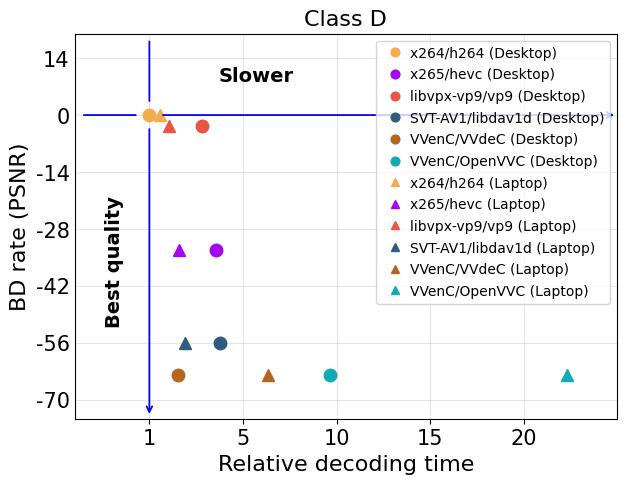 Class D
14
0
-14
-28
-42
-56
-70
BD rate (PSNR)
Slower
Best quality
x264/h264 (Desktop)
x265/hevc (Desktop)
libvpx-vp9/vp9 (Desktop)
SVT-AV1/libdav1d (Desktop)
VVenC/VVdeC (Desktop)
VVenC/OpenVVC (Desktop)
x264/h264 (Laptop)
x265/hevc (Laptop)
libvpx-vp9/vp9 (Laptop)
SVT-AV1/libdav1d (Laptop)
VVenC/VVdeC (Laptop)
VVenC/OpenVVC (Laptop)
1 5 10 15 20
Relative decoding time